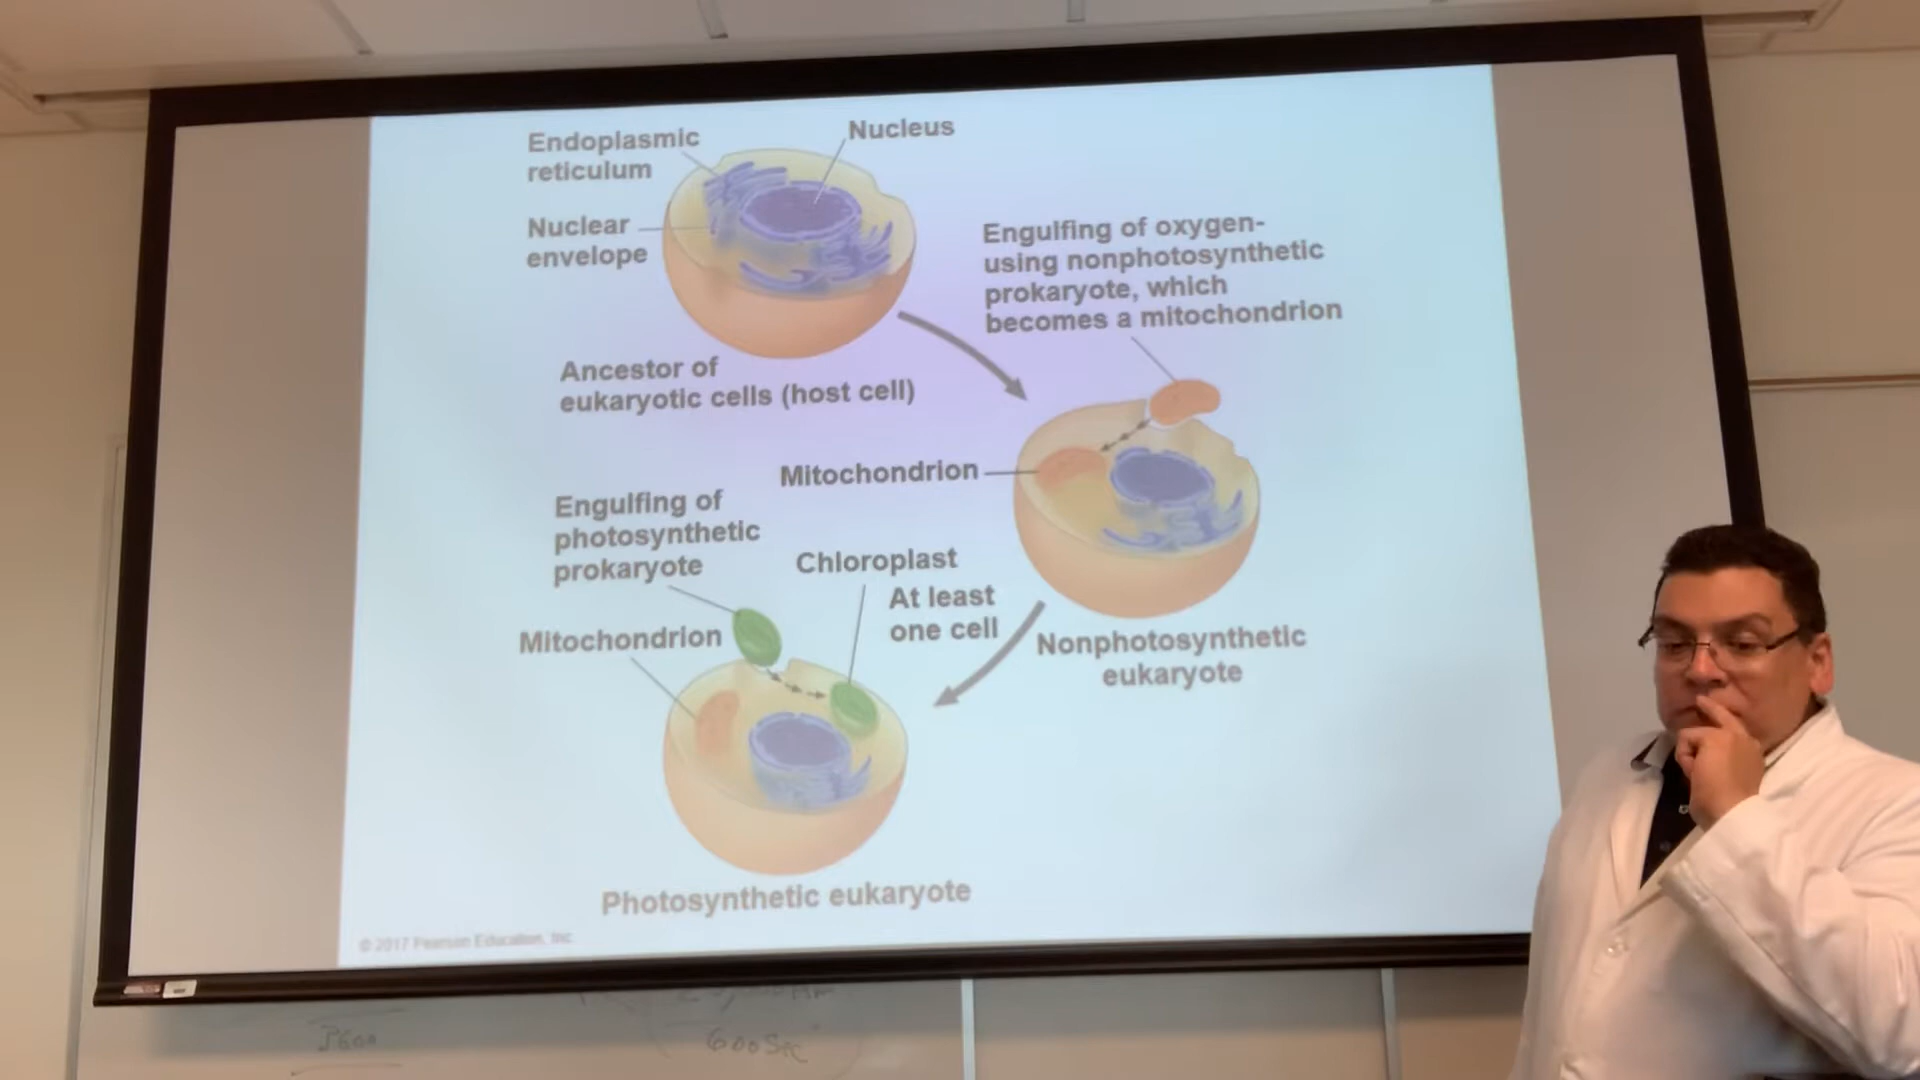 Endoplasmic
reticulum
Nucleus
Nuclear
envelope
Engulfing of oxygen-
using nonphotosynthetic
prokaryote, which
becomes a mitochondrion
Ancestor of
eukaryotic cells (host cell)
Mitochondrion
Engulfing of
photosynthetic
prokaryote
Chloroplast
At least
one cell
Mitochondrion
Nonphotosynthetic
eukaryote
Photosynthetic eukaryote
© 2017 Pearson Education, Inc.
3600
600 Sec